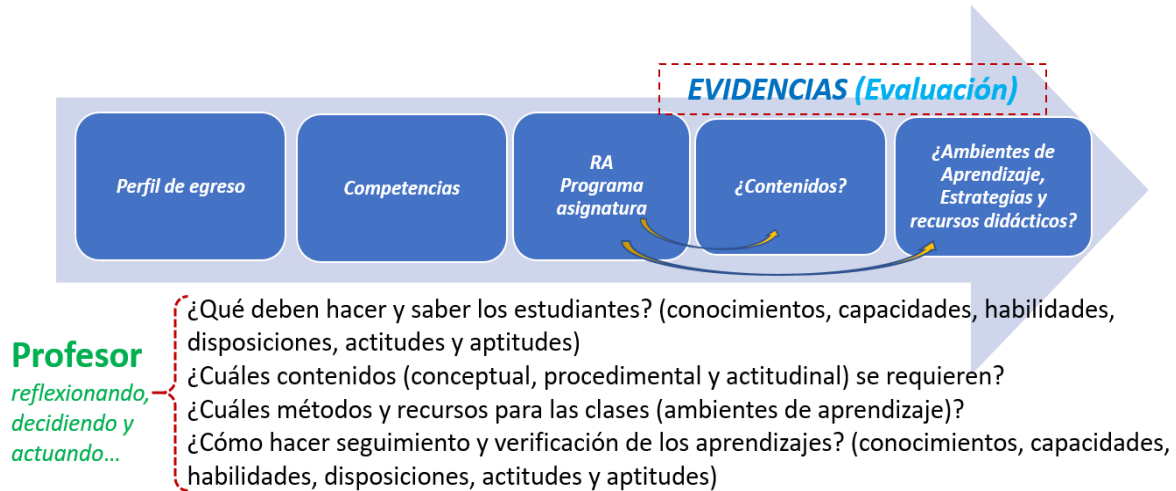 EVIDENCIAS (Evaluación)
Perfil de egreso
Competencias
RA
Programa
asignatura
¿Contenidos?
¿Ambientes de
Aprendizaje,
Estrategias y
recursos didácticos?
Profesor
reflexionando,
decidiendo y
actuando...
¿Qué deben hacer y saber los estudiantes? (conocimientos, capacidades, habilidades,
disposiciones, actitudes y aptitudes)
¿Cuáles contenidos (conceptual, procedimental y actitudinal) se requieren?
¿Cuáles métodos y recursos para las clases (ambientes de aprendizaje)?
¿Cómo hacer seguimiento y verificación de los aprendizajes? (conocimientos, capacidades,
habilidades, disposiciones, actitudes y aptitudes)